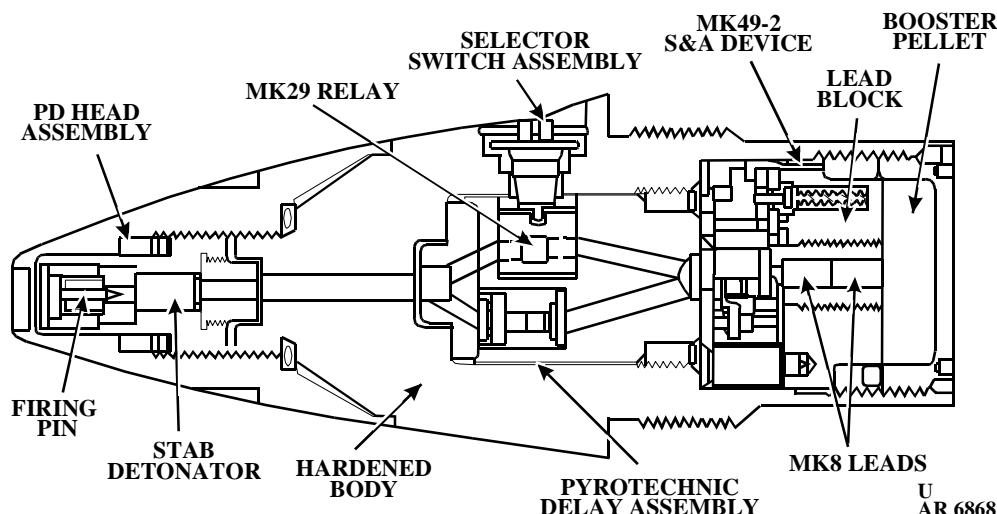 MK49-2
S&A DEVICE
BOOSTER
PELLET
SELECTOR
SWITCH ASSEMBLY
LEAD
BLOCK
MK29 RELAY
PD HEAD
ASSEMBLY
FIRING
PIN
STAB
DETONATOR
HARDENED
BODY
PYROTECHNIC
DELAY ASSEMBLY
MK8 LEADS
U
AR 6868